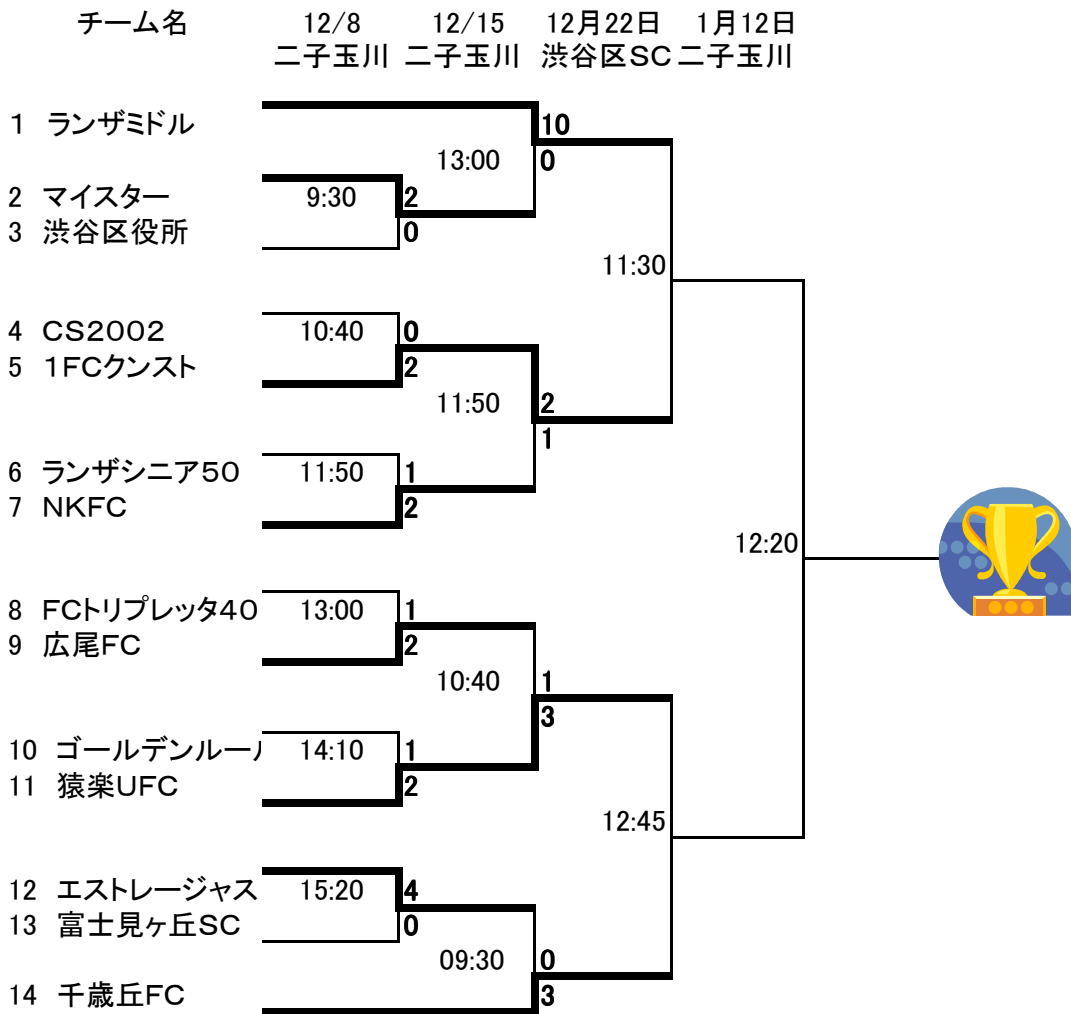 チーム名 12/8 12/15 12月22日 1月12日
二子玉川 二子玉川 渋谷区SC 二子玉川
1 ランザミドル 10
13:00 0
2 マイスター 9:30 2
3 渋谷区役所 0
11:30
4 CS2002 10:40 0
5 1FCクンスト 2
11:50 2
1
6 ランザシニア50 11:50 1
7 NKFC 2
12:20
8 FCトリプレッタ40 13:00 1
9 広尾FC 2
10:40 1
3
10 ゴールデンルール 14:10 1
11 猿楽UFC 2
12:45
12 エストレージャス 15:20 4
13 富士見ヶ丘SC 0
09:30 0
14 千歳丘FC 3